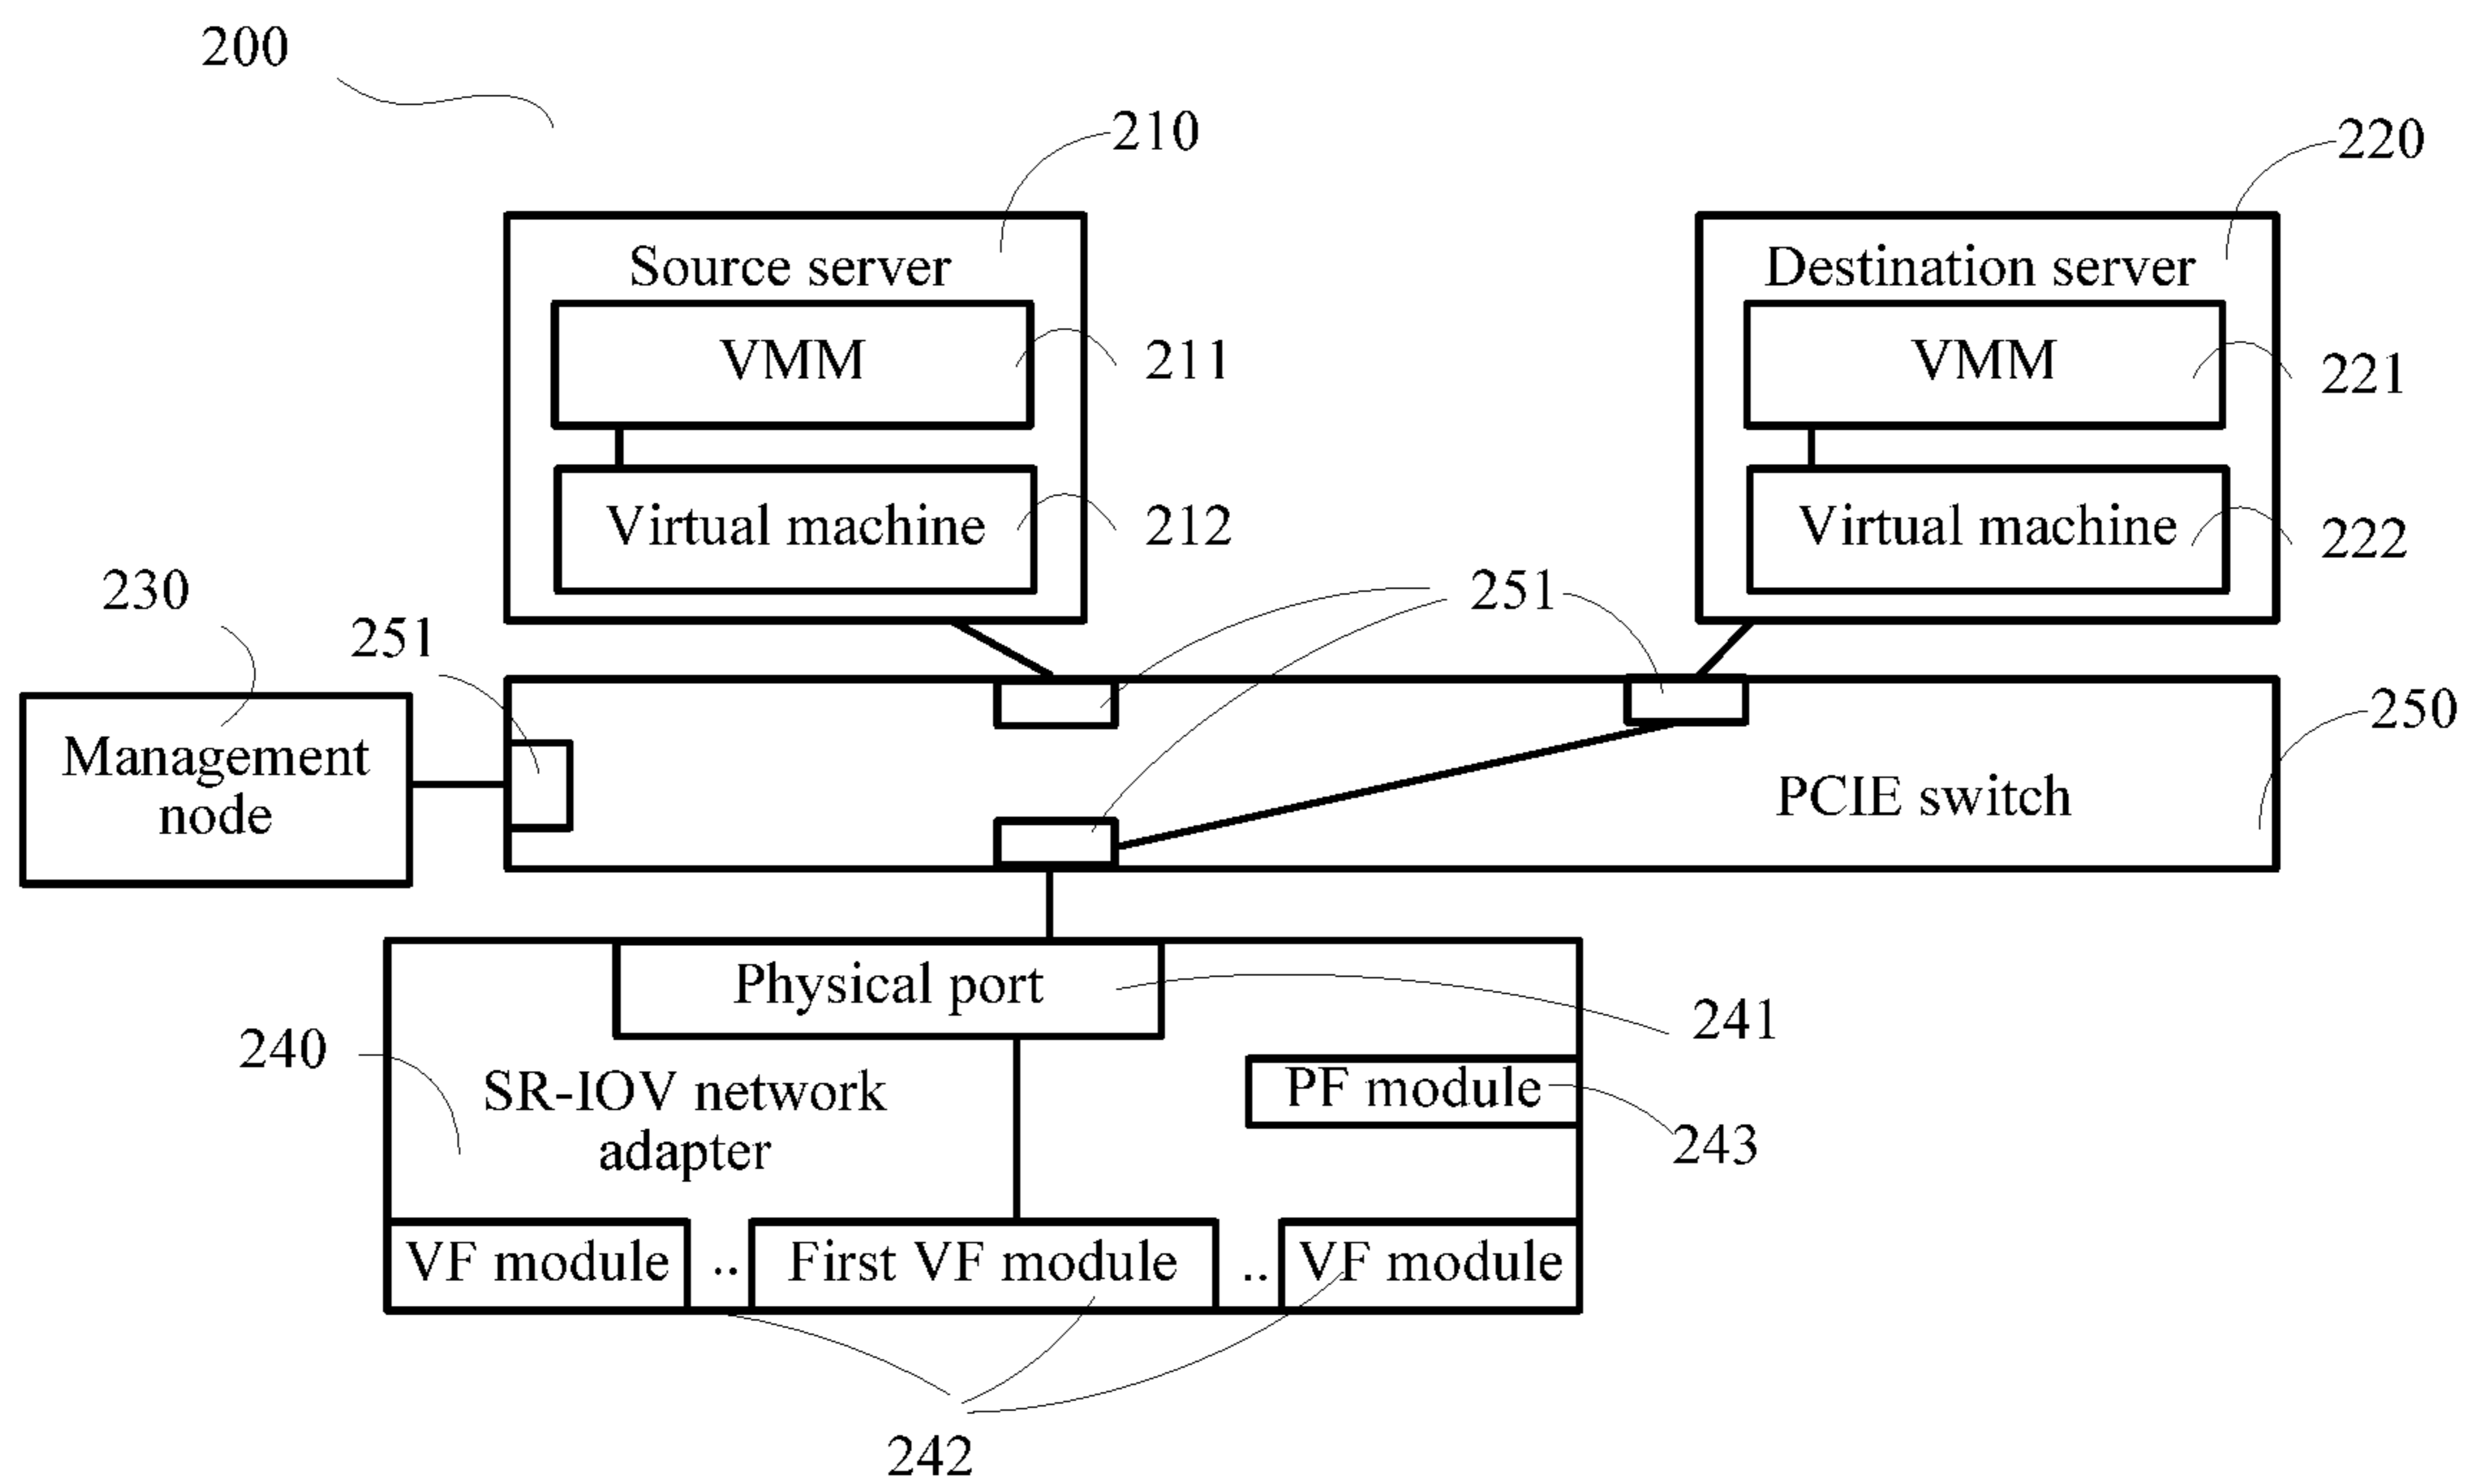 200
210
220
Source server
Destination server
VMM
211
VMM
221
Virtual machine
212
Virtual machine
222
230
251
251
Management
node
250
PCIE switch
Physical port
241
240
SR-IOV network
adapter
PF module
243
VF module
..
First VF module
..
VF module
242